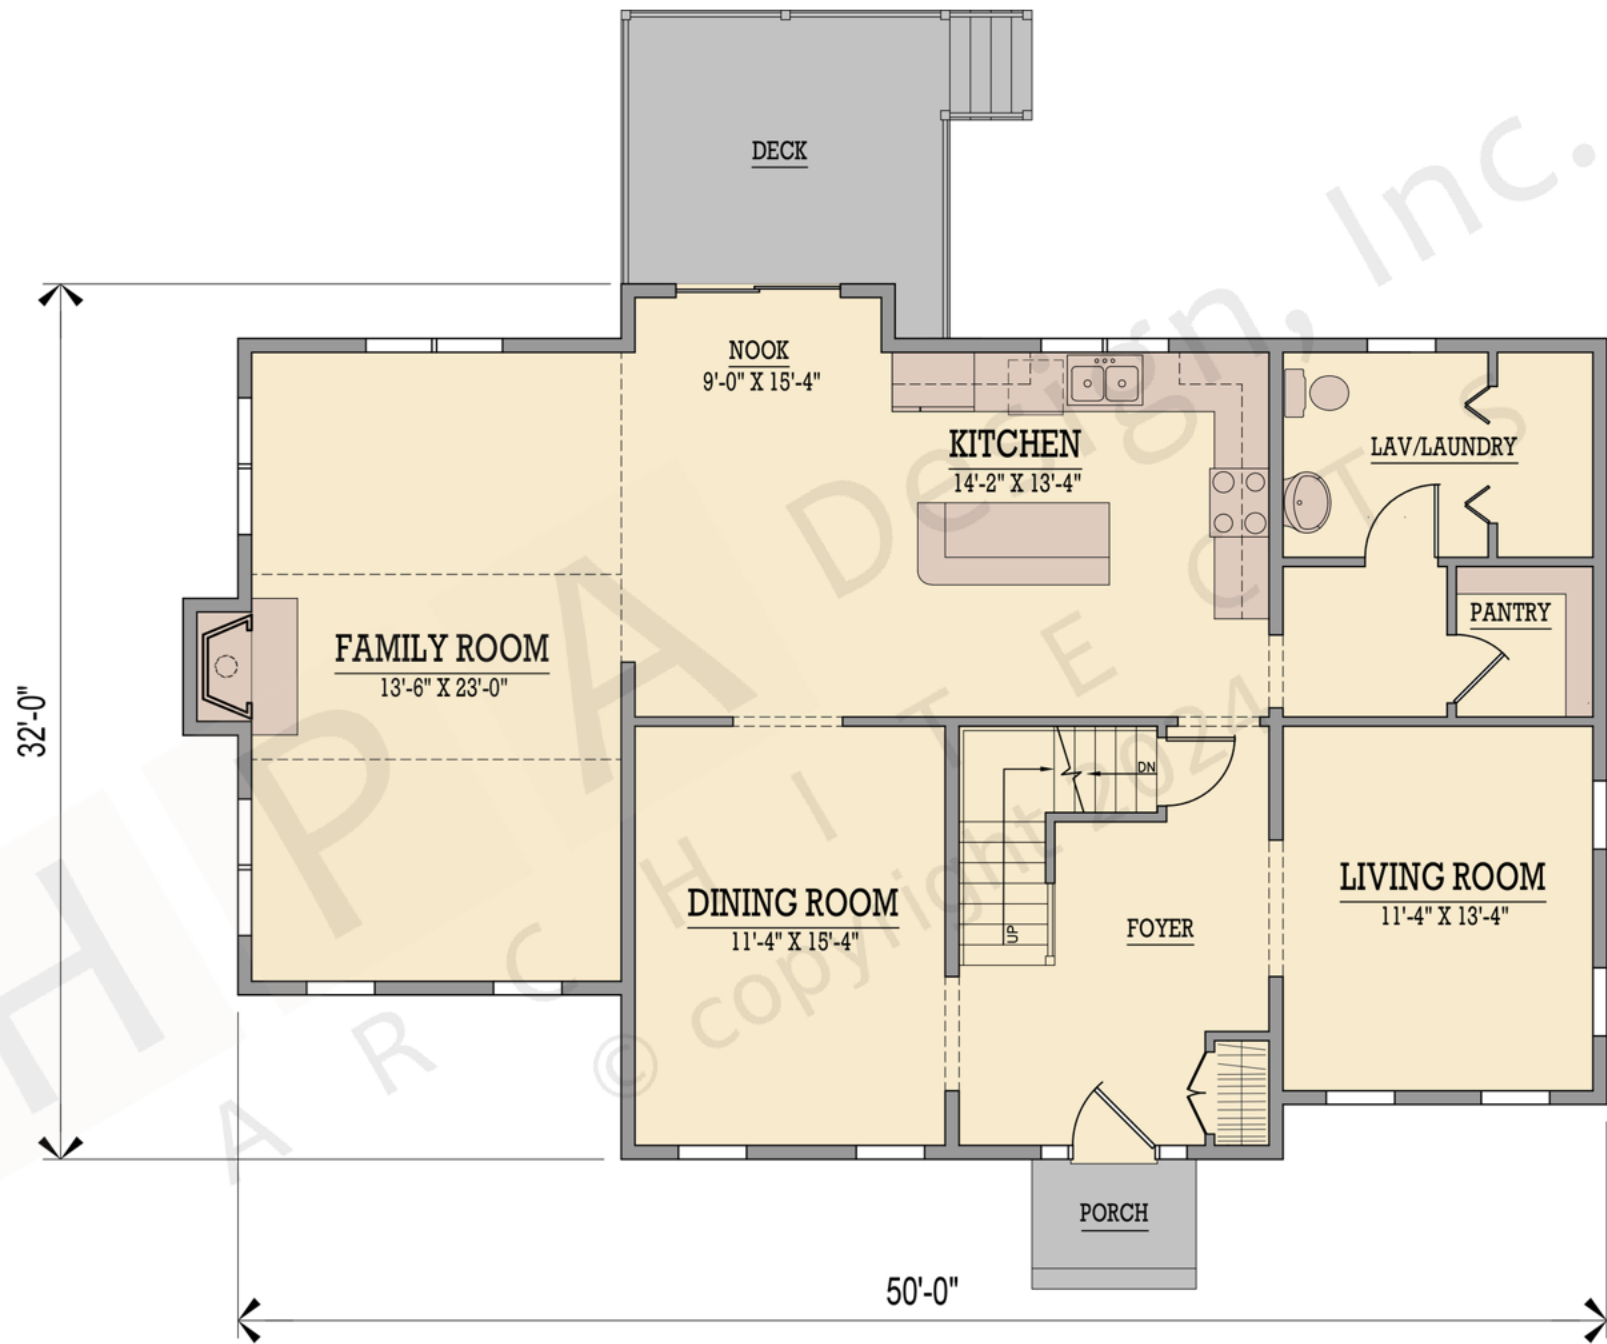 DECK
NOOK
9'-0" X 15'-4"
KITCHEN
14'-2" X 13'-4"
LAV/LAUNDRY
PANTRY
FAMILY ROOM
13'-6" X 23'-0"
32'-0"
DN
UP
DINING ROOM
11'-4" X 15'-4"
FOYER
LIVING ROOM
11'-4" X 13'-4"
PORCH
50'-0"
HPA Design, Inc.
ARCHITECTS
© copyright 2024